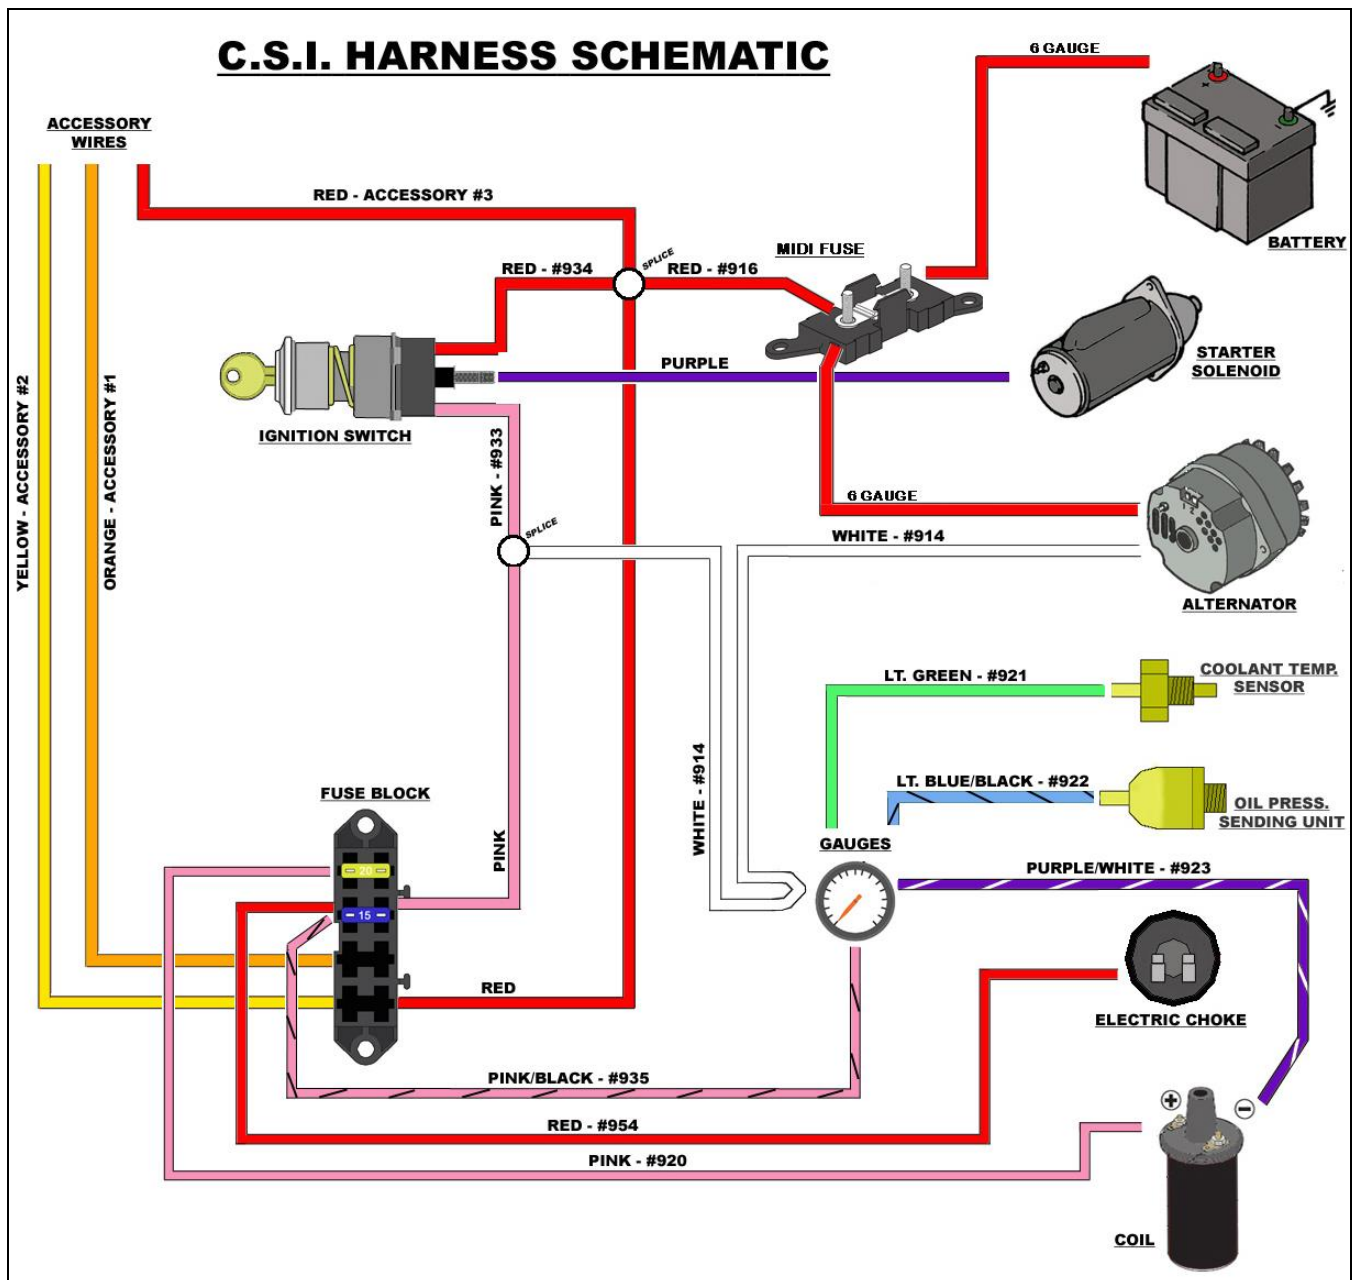 C.S.I. HARNESS SCHEMATIC
6 GAUGE
ACCESSORY
WIRES
RED - ACCESSORY #3
BATTERY
MIDI FUSE
SPLICE
RED - #934
RED - #916
PURPLE
STARTER
SOLENOID
IGNITION SWITCH
YELLOW - ACCESSORY #2
ORANGE - ACCESSORY #1
PINK - #933
6 GAUGE
SPLICE
WHITE - #914
1 2
ALTERNATOR
LT. GREEN - #921
COOLANT TEMP.
SENSOR
WHITE - #914
LT. BLUE/BLACK - #922
OIL PRESS.
SENDING UNIT
FUSE BLOCK
PINK
GAUGES
20
15
PURPLE/WHITE - #923
RED
ELECTRIC CHOKE
PINK/BLACK - #935
RED - #954
PINK - #920
+
−
COIL